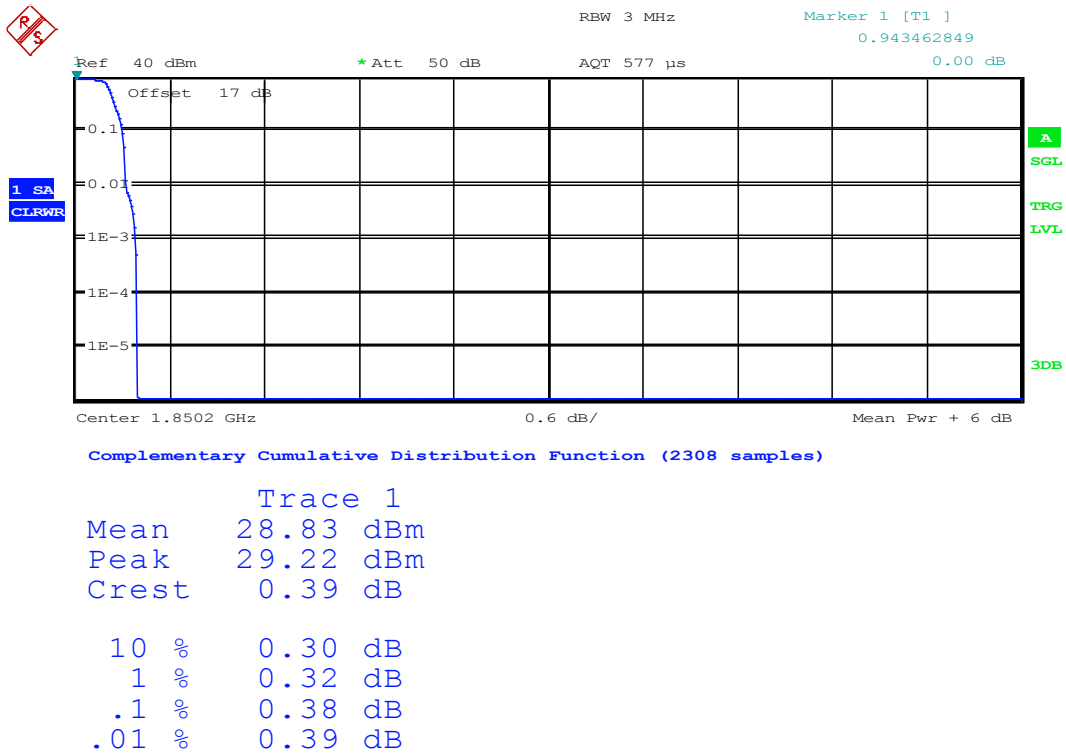 R S
RBW 3 MHz Marker 1 [T1 ]
0.943462849
1
Ref 40 dBm *Att 50 dB AQT 577 µs 0.00 dB
Offset 17 dB
0.1
A
SGL
0.01
1 SA
CLRWR
TRG
1E-3
LVL
1E-4
1E-5
3DB
Center 1.8502 GHz 0.6 dB/ Mean Pwr + 6 dB
Complementary Cumulative Distribution Function (2308 samples)
Trace 1
Mean 28.83 dBm
Peak 29.22 dBm
Crest 0.39 dB
10 % 0.30 dB
1 % 0.32 dB
.1 % 0.38 dB
.01 % 0.39 dB